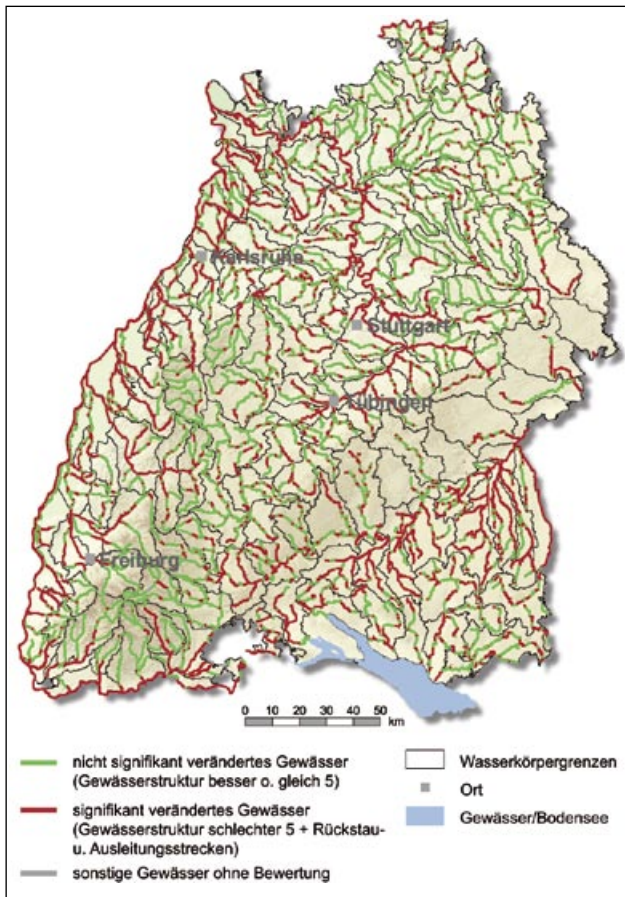 Karlsruhe
Stuttgart
Tübingen
Freiburg
0 10 20 30 40 50
km
nicht signifikant verändertes Gewässer
(Gewässerstruktur besser o. gleich 5)
signifikant verändertes Gewässer
(Gewässerstruktur schlechter 5 + Rückstau-
u. Ausleitungsstrecken)
sonstige Gewässer ohne Bewertung
Wasserkörpergrenzen
Ort
Gewässer/Bodensee